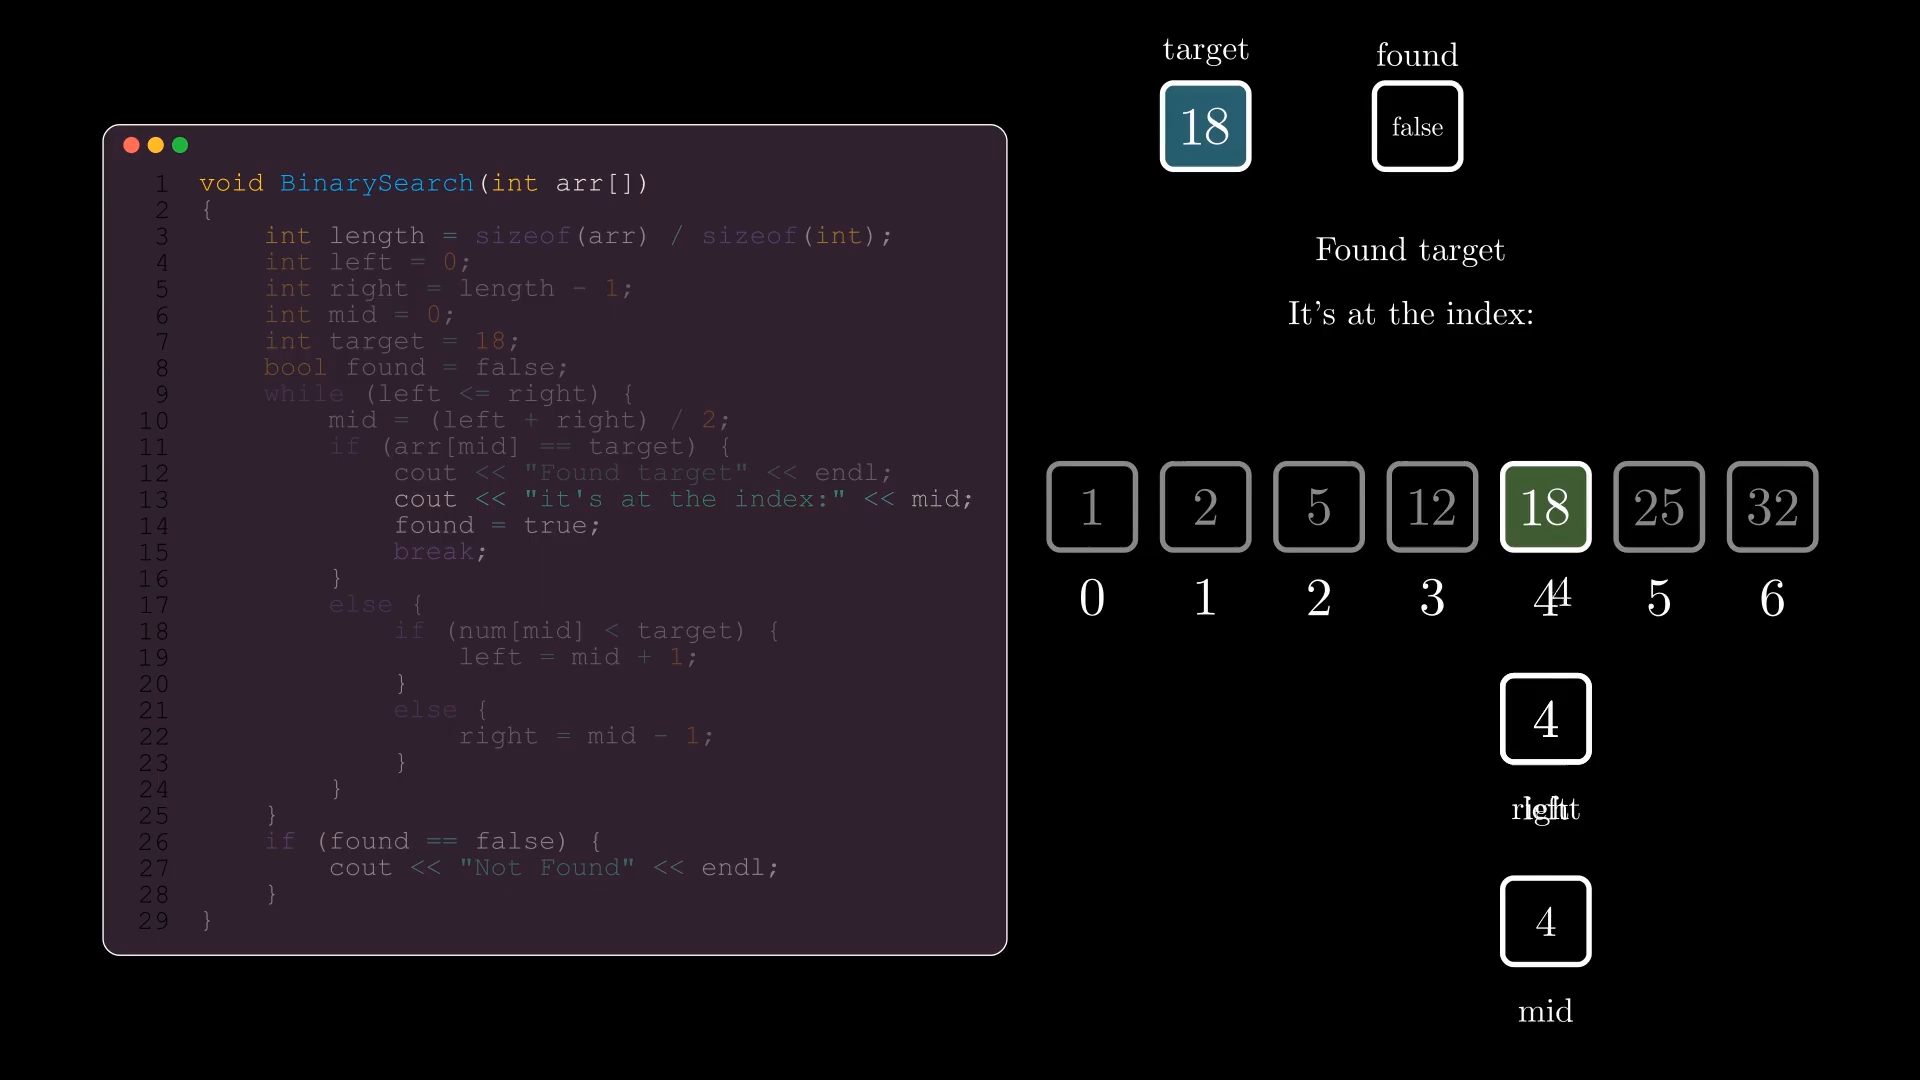 1 void BinarySearch(int arr[])
2 {
3 int length = sizeof(arr) / sizeof(int);
4 int left = 0;
5 int right = length - 1;
6 int mid = 0;
7 int target = 18;
8 bool found = false;
9 while (left <= right) {
10 mid = (left + right) / 2;
11 if (arr[mid] == target) {
12 cout << "Found target" << endl;
13 cout << "it's at the index:" << mid;
14 found = true;
15 break;
16 }
17 else {
18 if (num[mid] < target) {
19 left = mid + 1;
20 }
21 else {
22 right = mid - 1;
23 }
24 }
25 }
26 if (found == false) {
27 cout << "Not Found" << endl;
28 }
29 }
target found
18 false
Found target
It's at the index:
1 2 5 12 18 25 32
0 1 2 3 4 4 5 6
4
right left
4
mid